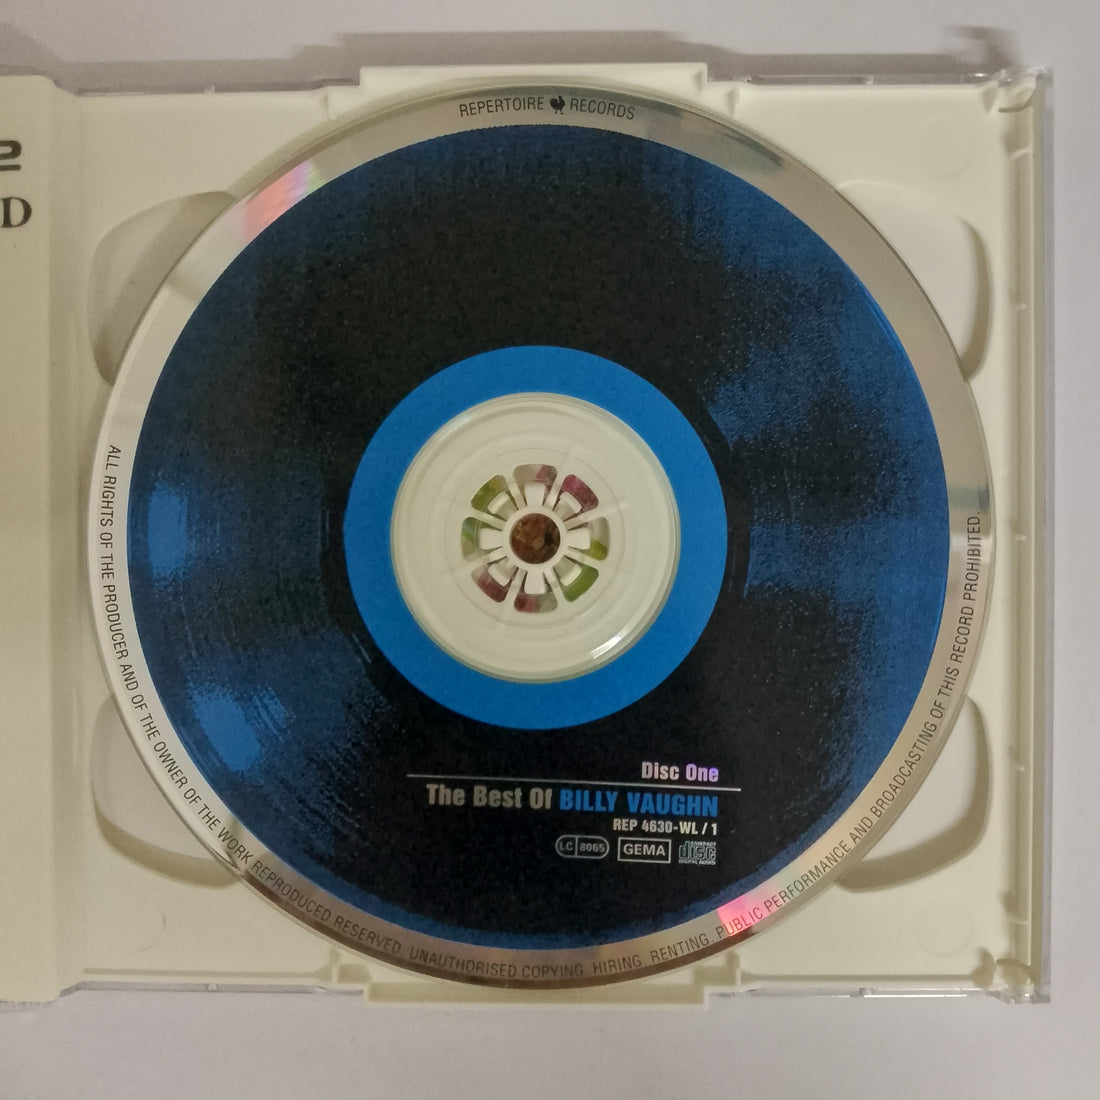 2
D
REPERTOIRE RECORDS
Disc One
The Best Of BILLY VAUGHN
REP 4630-WL / 1
LC 8065 GEMA COMPACT disc DIGITAL AUDIO
ALL RIGHTS OF THE PRODUCER AND OF THE OWNER OF THE WORK REPRODUCED RESERVED. UNAUTHORISED COPYING, HIRING, RENTING, PUBLIC PERFORMANCE AND BROADCASTING OF THIS RECORD PROHIBITED.